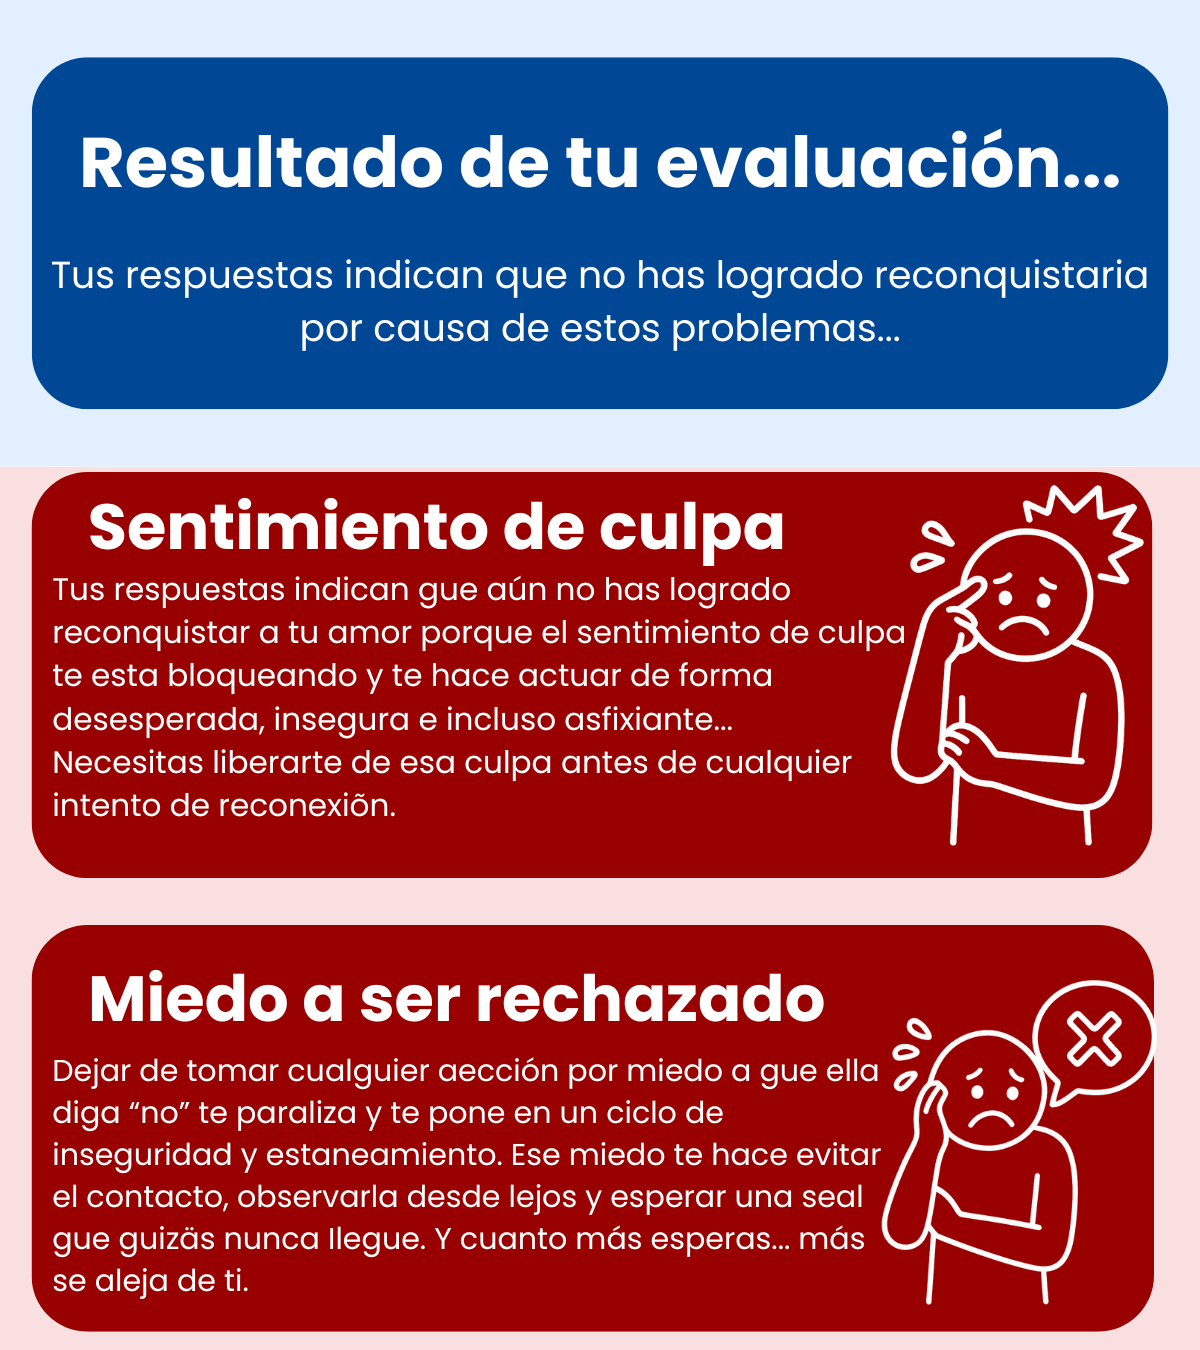 Resultado de tu evaluación...
Tus respuestas indican que no has logrado reconquistaria
por causa de estos problemas...
Sentimiento de culpa
Tus respuestas indican gue aún no has logrado
reconquistar a tu amor porque el sentimiento de culpa
te esta bloqueando y te hace actuar de forma
desesperada, insegura e incluso asfixiante...
Necesitas liberarte de esa culpa antes de cualquier
intento de reconexiõn.
Miedo a ser rechazado
Dejar de tomar cualguier aección por miedo a gue ella
diga “no” te paraliza y te pone en un ciclo de
inseguridad y estaneamiento. Ese miedo te hace evitar
el contacto, observarla desde lejos y esperar una seal
gue guizäs nunca Ilegue. Y cuanto más esperas... más
se aleja de ti.